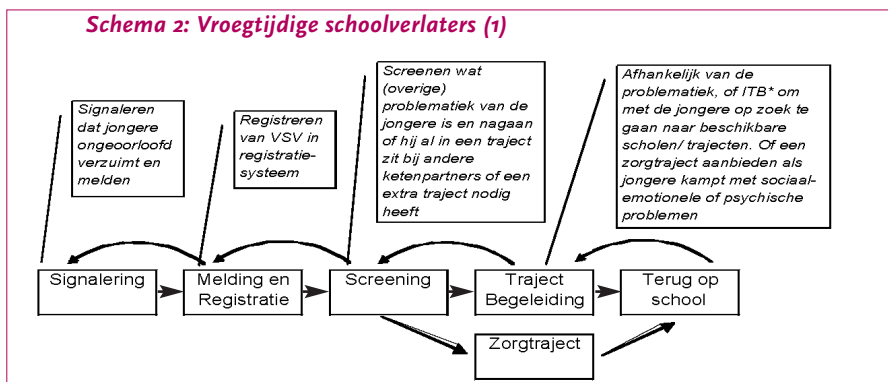 Schema 2: Vroegtijdige schoolverlaters (1)
Signaleren
dat jongere
ongeoorloofd
verzuimt en
melden
Registreren
van VSV in
registratie-
systeem
Screenen wat
(overige)
problematiek van de
jongere is en nagaan
of hij al in een traject
zit bij andere
ketenpartners of een
extra traject nodig
heeft
Afhankelijk van de
problematiek, of ITB* om
met de jongere op zoek te
gaan naar beschikbare
scholen/ trajecten. Of een
zorgtraject aanbieden als
jongere kampt met sociaal-
emotionele of psychische
problemen
Signalering
Melding en
Registratie
Screening
Traject
Begeleiding
Terug op
school
Zorgtraject